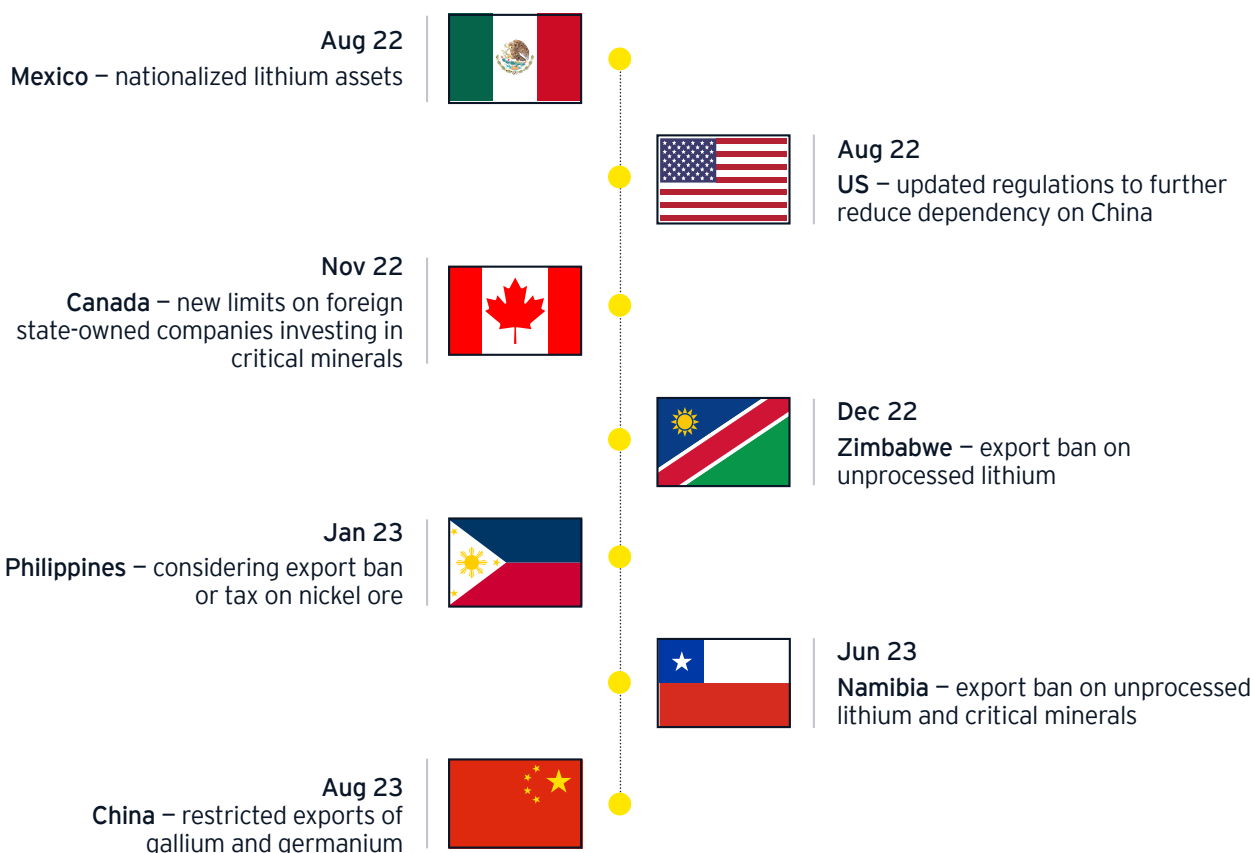 Aug 22
Mexico – nationalized lithium assets
Aug 22
US – updated regulations to further
reduce dependency on China
Nov 22
Canada – new limits on foreign
state-owned companies investing in
critical minerals
Dec 22
Zimbabwe – export ban on
unprocessed lithium
Jan 23
Philippines – considering export ban
or tax on nickel ore
Jun 23
Namibia – export ban on unprocessed
lithium and critical minerals
Aug 23
China – restricted exports of
gallium and germanium